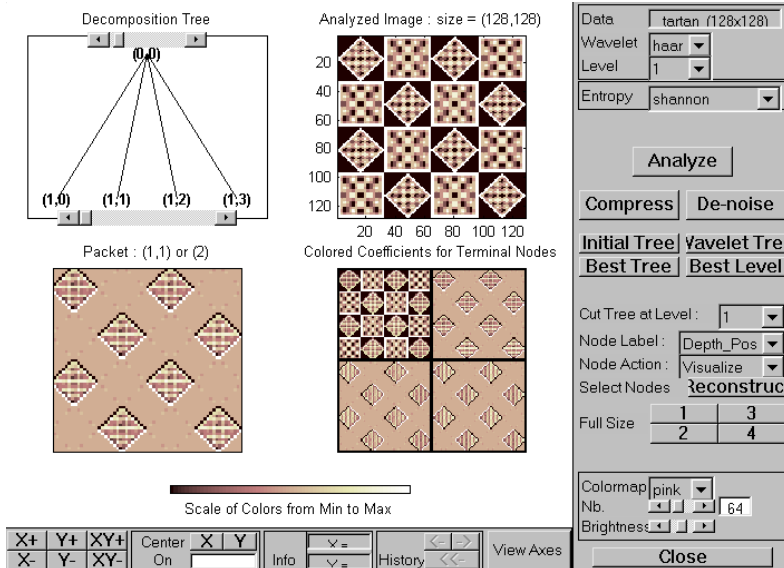 Decomposition Tree
(0,0)
(1,0) (1,1) (1,2) (1,3)
Analyzed Image : size = (128,128)
20
40
60
80
100
120
20 40 60 80 100 120
Packet : (1,1) or (2)
Colored Coefficients for Terminal Nodes
Scale of Colors from Min to Max
Data tartan (128x128)
Wavelet haar
Level 1
Entropy shannon
Analyze
Compress De-noise
Initial Tree Wavelet Tre
Best Tree Best Level
Cut Tree at Level : 1
Node Label : Depth_Pos
Node Action : Visualize
Select Nodes Reconstruc
Full Size 1 3
2 4
Colormap pink
Nb. 64
Brightness
Close
X+ Y+ XY+
X- Y- XY-
Center On X Y
Info X =
Y =
History <- ->
<<-
View Axes